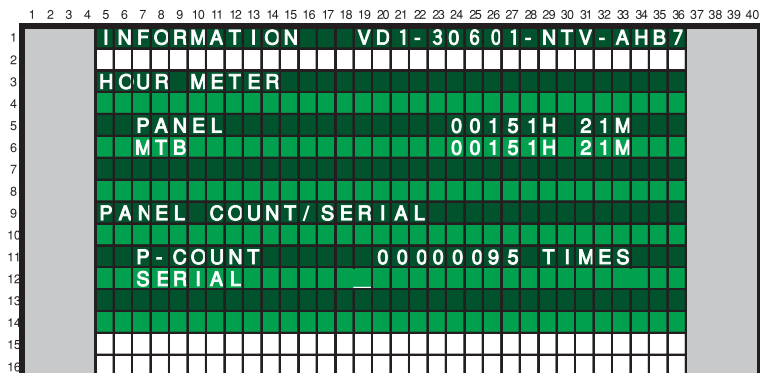 1 2 3 4 5 6 7 8 9 10 11 12 13 14 15 16 17 18 19 20 21 22 23 24 25 26 27 28 29 30 31 32 33 34 35 36 37 38 39 40
1 INFORMATION VD1-30601-NTV-AHB7
2
3 HOUR METER
4
5 PANEL 00151H 21M
6 MTB 00151H 21M
7
8
9 PANEL COUNT/SERIAL
10
11 P-COUNT 00000095 TIMES
12 SERIAL _
13
14
15
16